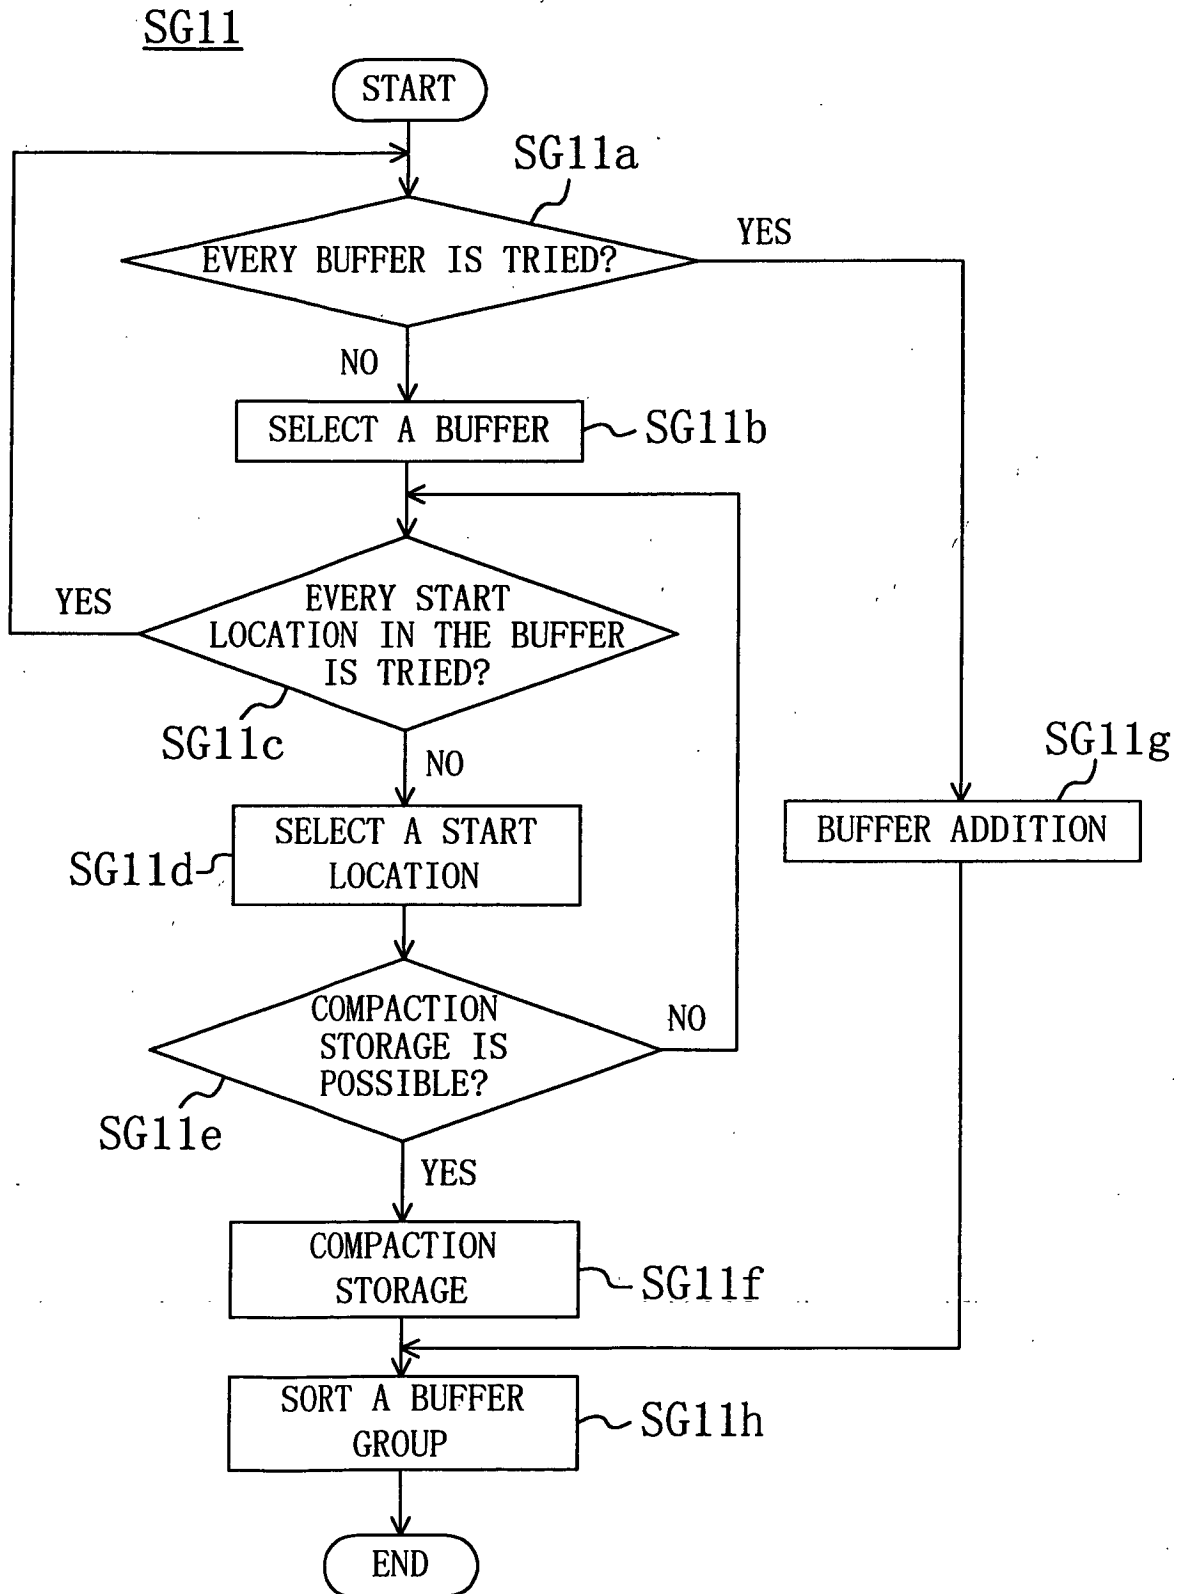 SG11
START
SG11a
YES
EVERY BUFFER IS TRIED?
NO
SELECT A BUFFER
SG11b
YES
EVERY START
LOCATION IN THE BUFFER
IS TRIED?
SG11c
NO
SG11g
SELECT A START
LOCATION
SG11d
BUFFER ADDITION
COMPACTION
STORAGE IS
POSSIBLE?
NO
SG11e
YES
COMPACTION
STORAGE
SG11f
SORT A BUFFER
GROUP
SG11h
END